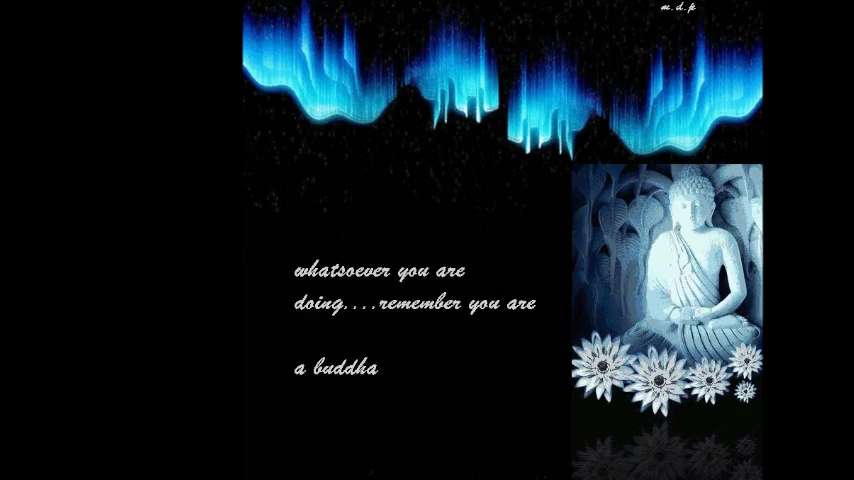 m.d.p
whatsoever you are
doing....remember you are
a buddha